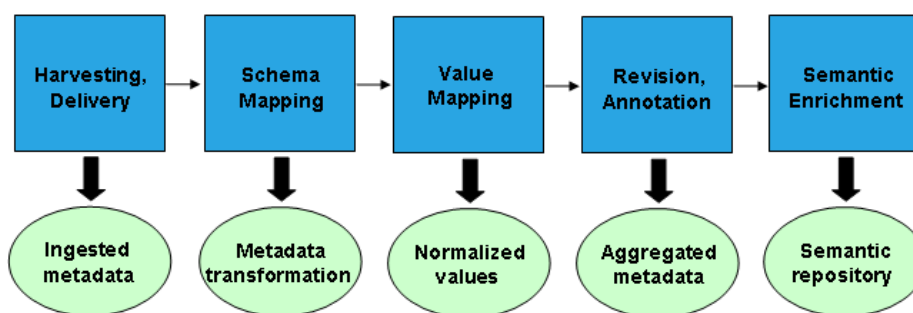 Harvesting,
Delivery
Schema
Mapping
Value
Mapping
Revision,
Annotation
Semantic
Enrichment
Ingested
metadata
Metadata
transformation
Normalized
values
Aggregated
metadata
Semantic
repository